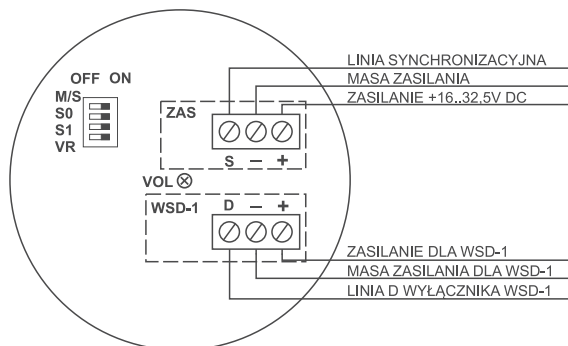 LINIA SYNCHRONIZACYJNA
MASA ZASILANIA
ZASILANIE +16..32,5V DC
OFF ON
M/S
S0
S1
VR
ZAS
S – +
VOL
WSD-1
D – +
ZASILANIE DLA WSD-1
MASA ZASILANIA DLA WSD-1
LINIA D WYŁĄCZNIKA WSD-1